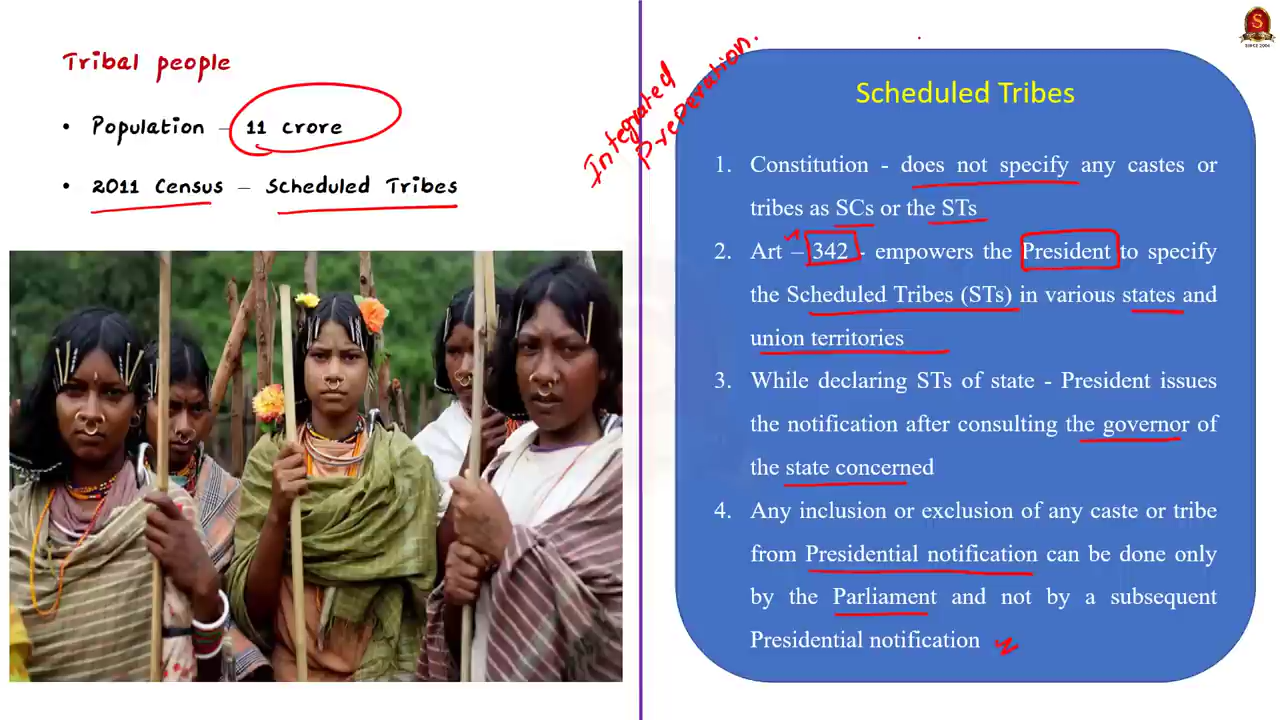 Tribal people
• Population – 11 crore
• 2011 Census – Scheduled Tribes
Integrated
Preperation.
S
SINCE 2004
Scheduled Tribes
1. Constitution - does not specify any castes or
tribes as SCs or the STs
2. Art – 342 - empowers the President to specify
the Scheduled Tribes (STs) in various states and
union territories
3. While declaring STs of state - President issues
the notification after consulting the governor of
the state concerned
4. Any inclusion or exclusion of any caste or tribe
from Presidential notification can be done only
by the Parliament and not by a subsequent
Presidential notification